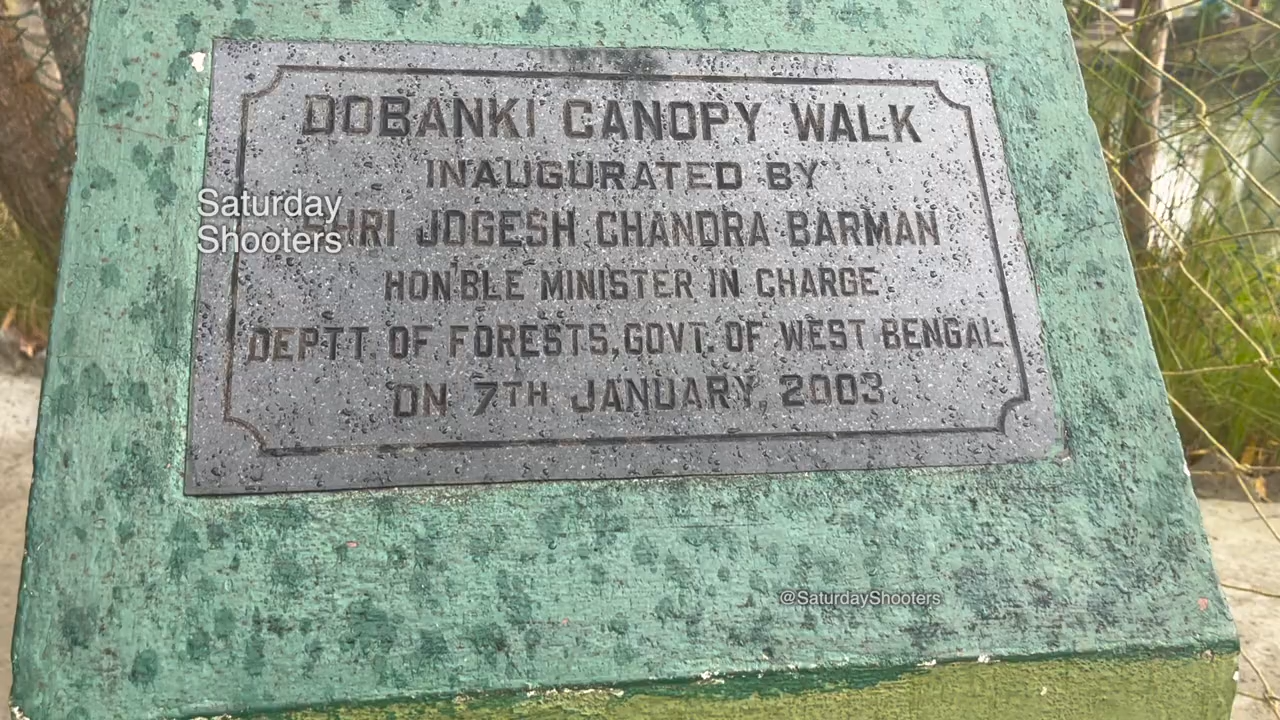 DOBANKI CANOPY WALK
INAUGURATED BY
SHRI JOGESH CHANDRA BARMAN
HON'BLE MINISTER IN CHARGE
DEPTT. OF FORESTS, GOVT. OF WEST BENGAL
ON 7TH JANUARY, 2003
Saturday
Shooters
@SaturdayShooters